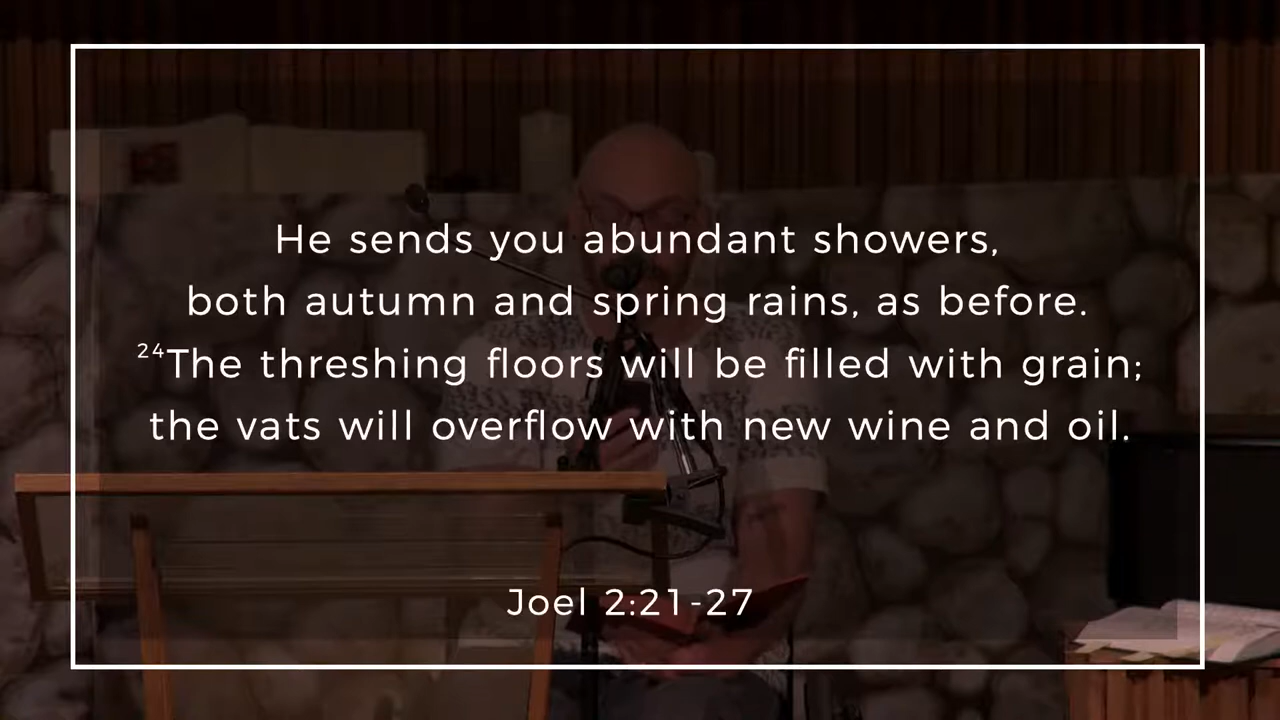 He sends you abundant showers,
both autumn and spring rains, as before.
²⁴The threshing floors will be filled with grain;
the vats will overflow with new wine and oil.
Joel 2:21-27